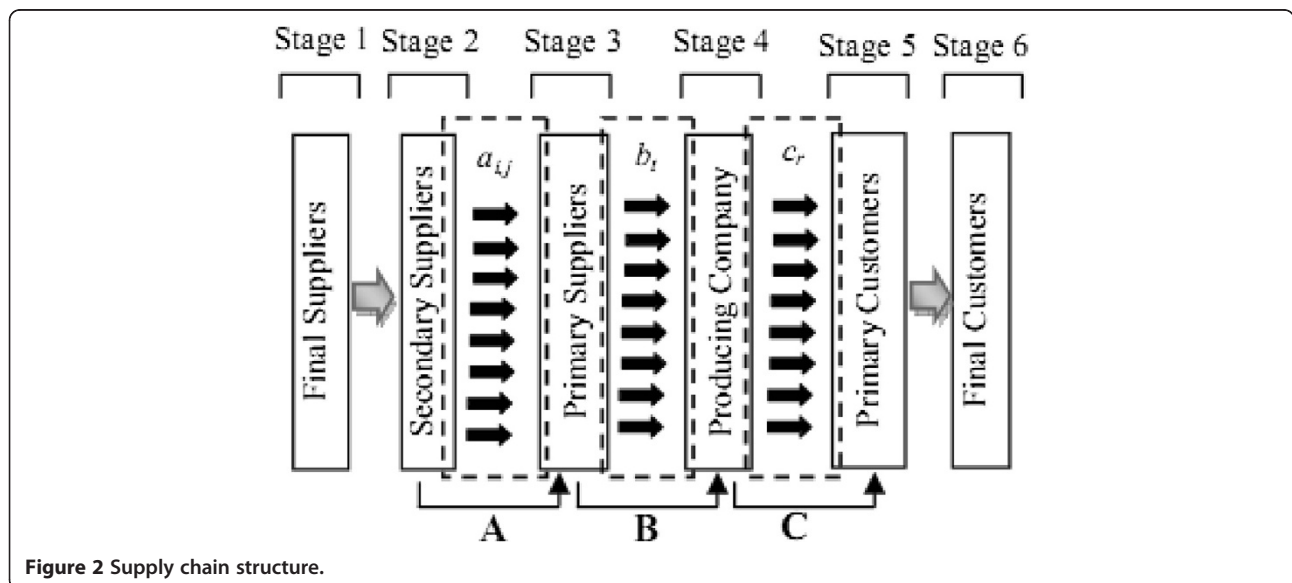 Stage 1 Stage 2 Stage 3 Stage 4 Stage 5 Stage 6
Final Suppliers
Secondary Suppliers
a_{i,j}
Primary Suppliers
b_t
Producing Company
c_r
Primary Customers
Final Customers
A B C
Figure 2 Supply chain structure.